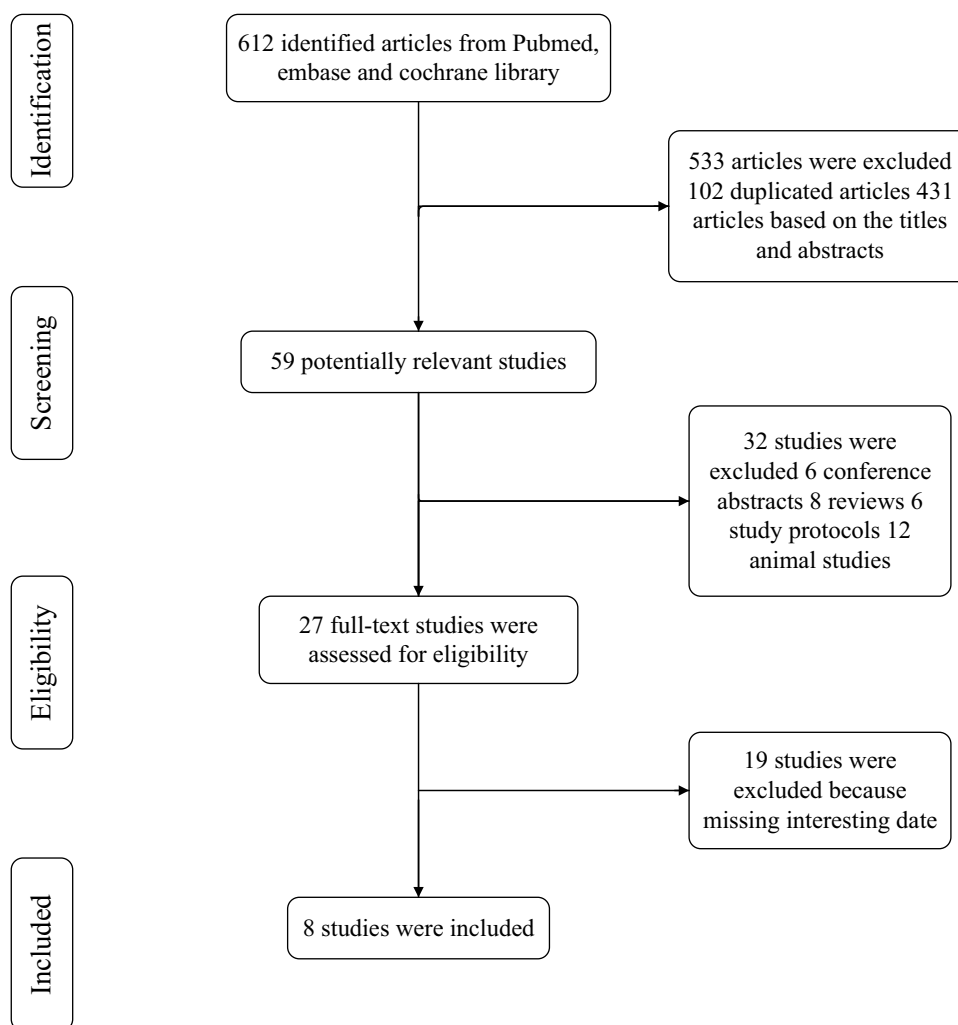 Identification
612 identified articles from Pubmed,
embase and cochrane library
533 articles were excluded
102 duplicated articles 431
articles based on the titles
and abstracts
Screening
59 potentially relevant studies
32 studies were
excluded 6 conference
abstracts 8 reviews 6
study protocols 12
animal studies
Eligibility
27 full-text studies were
assessed for eligibility
19 studies were
excluded because
missing interesting date
Included
8 studies were included